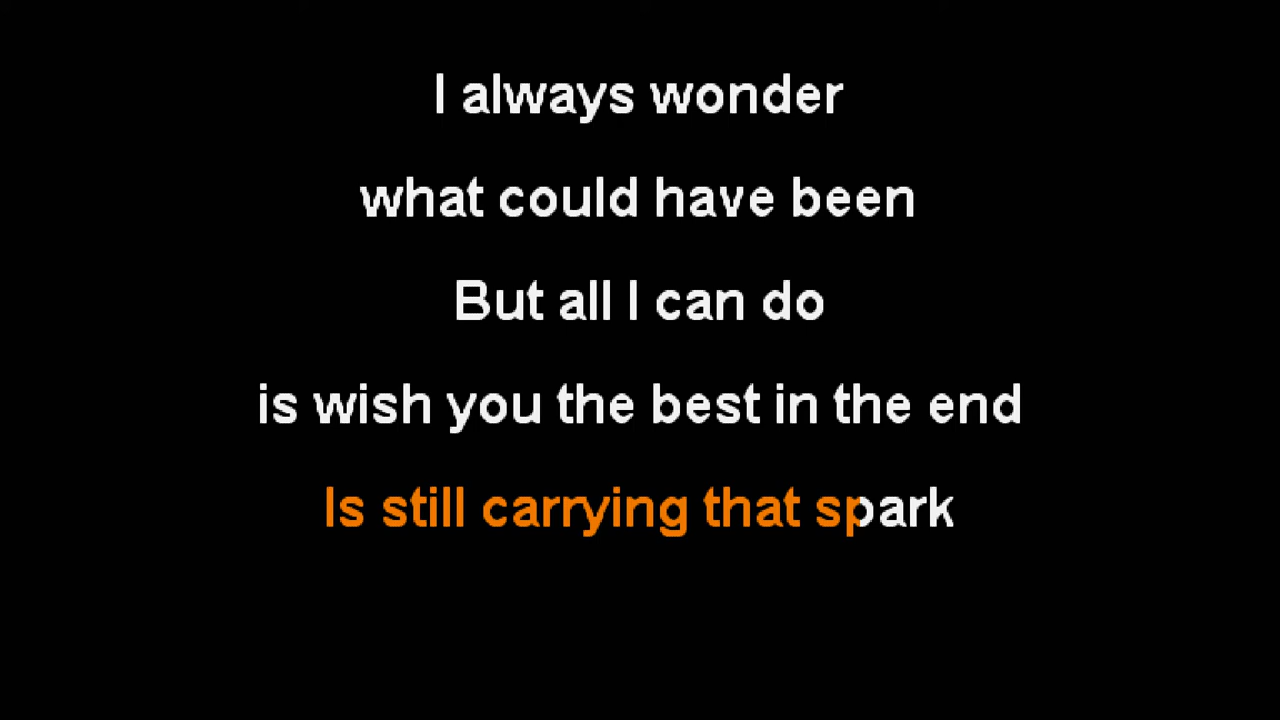 I always wonder
what could have been
But all I can do
is wish you the best in the end
Is still carrying that spark